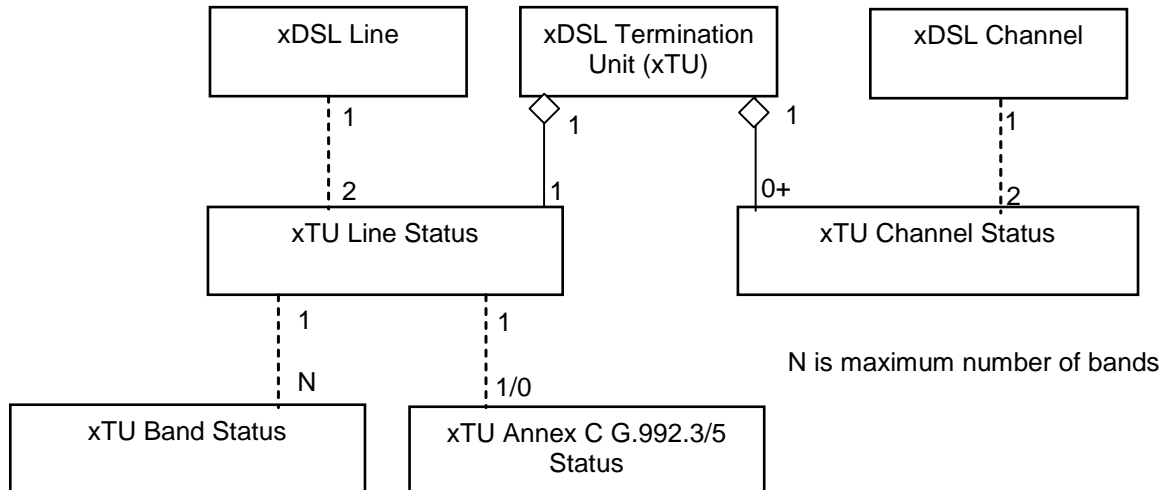 xDSL Line
xDSL Termination
Unit (xTU)
xDSL Channel
1
1
1
1
2
1
0+
2
xTU Line Status
xTU Channel Status
1
1
N is maximum number of bands
N
1/0
xTU Band Status
xTU Annex C G.992.3/5
Status